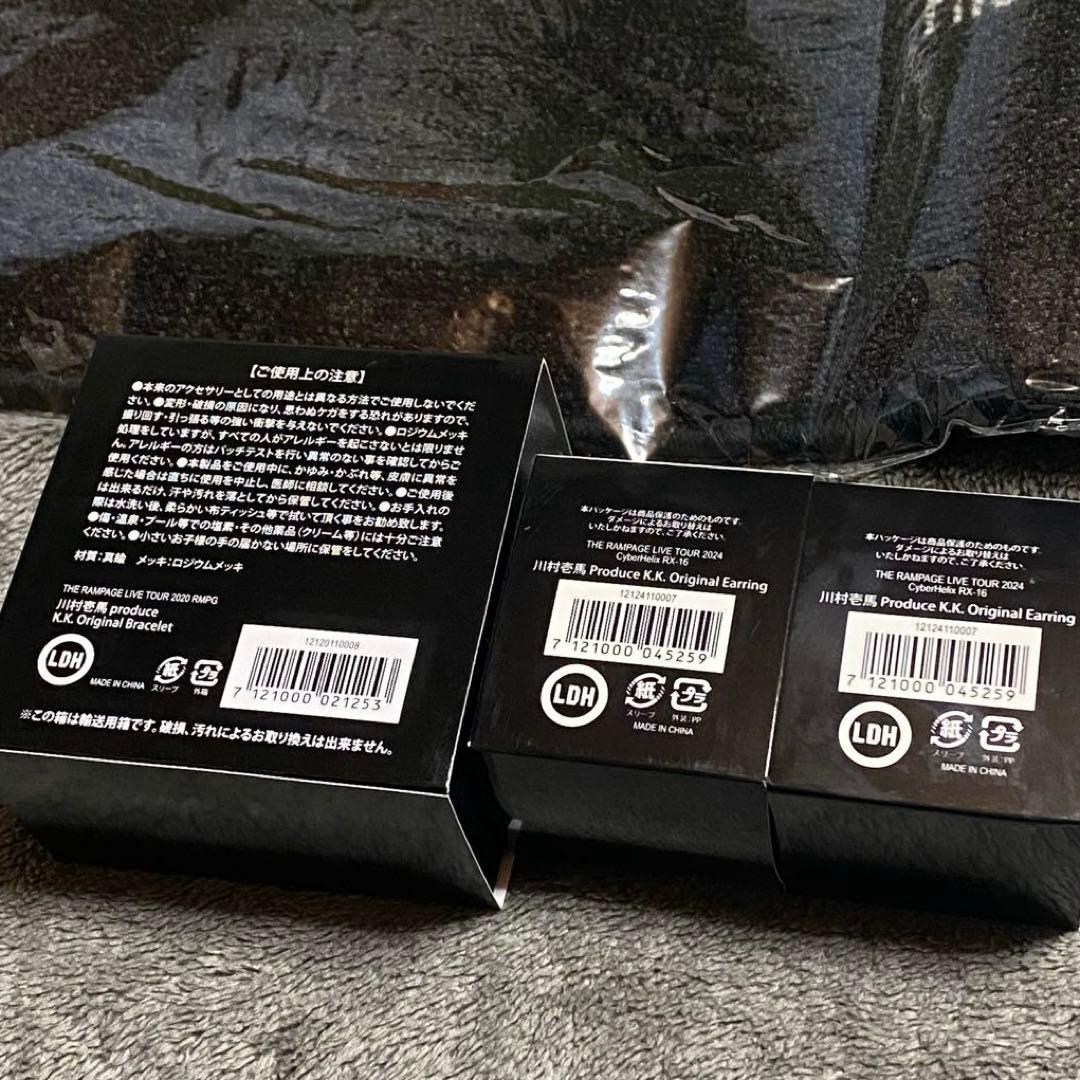 【ご使用上の注意】
●本来のアクセサリーとしての用途とは異なる方法でご使用しないでくだ
さい。●変形・破損の原因になり、思わぬケガをする恐れがありますので、
振り回す・引っ張る等の強い衝撃を与えないでください。●ロジウムメッキ
処理をしていますが、すべての人がアレルギーを起こさないとは限りませ
ん。アレルギーの方はパッチテストを行い異常のない事を確認してからご
使用ください。●本製品をご使用中に、かゆみ・かぶれ等、皮膚に異常を
感じた場合は直ちに使用を中止し、医師に相談してください。●ご使用後
は出来るだけ、汗や汚れを落としてから保管してください。●お手入れの
際は水洗い後、柔らかい布ティッシュ等で拭いて頂く事をお勧め致します。
●傷・温泉・プール等での塩素・その他薬品（クリーム等）には十分ご注意
ください。●小さいお子様の手の届かない場所に保管をしてください。
材質：真鍮　メッキ：ロジウムメッキ
THE RAMPAGE LIVE TOUR 2020 RMPG
川村壱馬 produce
K.K. Original Bracelet
LDH
MADE IN CHINA
紙
スリーブ
プラ
外箱
12120110008
7 121000 021253
※この箱は輸送用箱です。破損、汚れによるお取り換えは出来ません。
本パッケージは商品保護のためのものです。
ダメージによるお取り替えは
いたしかねますので、ご了承ください。
THE RAMPAGE LIVE TOUR 2024
CyberHelix RX-16
川村壱馬 Produce K.K. Original Earring
12124110007
7 121000 045259
LDH
紙
スリーブ
プラ
外装：PP
MADE IN CHINA
本パッケージは商品保護のためのものです。
ダメージによるお取り替えは
いたしかねますので、ご了承ください。
THE RAMPAGE LIVE TOUR 2024
CyberHelix RX-16
川村壱馬 Produce K.K. Original Earring
12124110007
7 121000 045259
LDH
紙
スリーブ
プラ
外装：PP
MADE IN CHINA